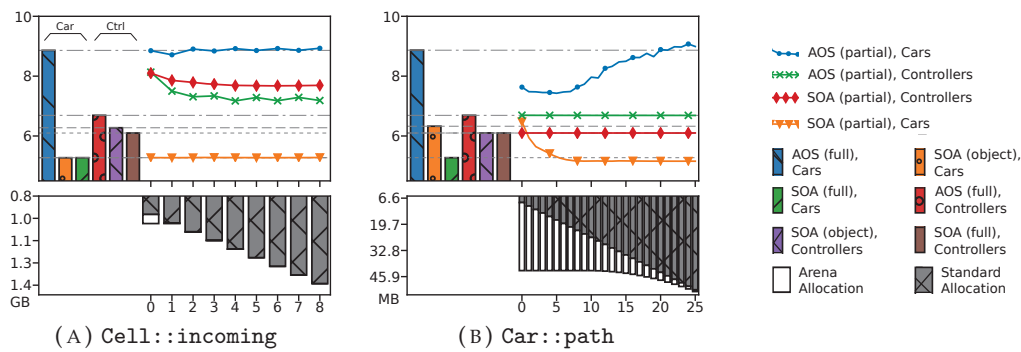 10
8
6
Car
Ctrl
0.8
1.0
1.1
1.3
1.4
GB
0 1 2 3 4 5 6 7 8
(A) Cell::incoming
10
8
6
6.6
19.7
32.8
45.9
MB
0 5 10 15 20 25
(B) Car::path
AOS (partial), Cars
AOS (partial), Controllers
SOA (partial), Controllers
SOA (partial), Cars
AOS (full),
Cars
SOA (object),
Cars
SOA (full),
Cars
AOS (full),
Controllers
SOA (object),
Controllers
SOA (full),
Controllers
Arena
Allocation
Standard
Allocation